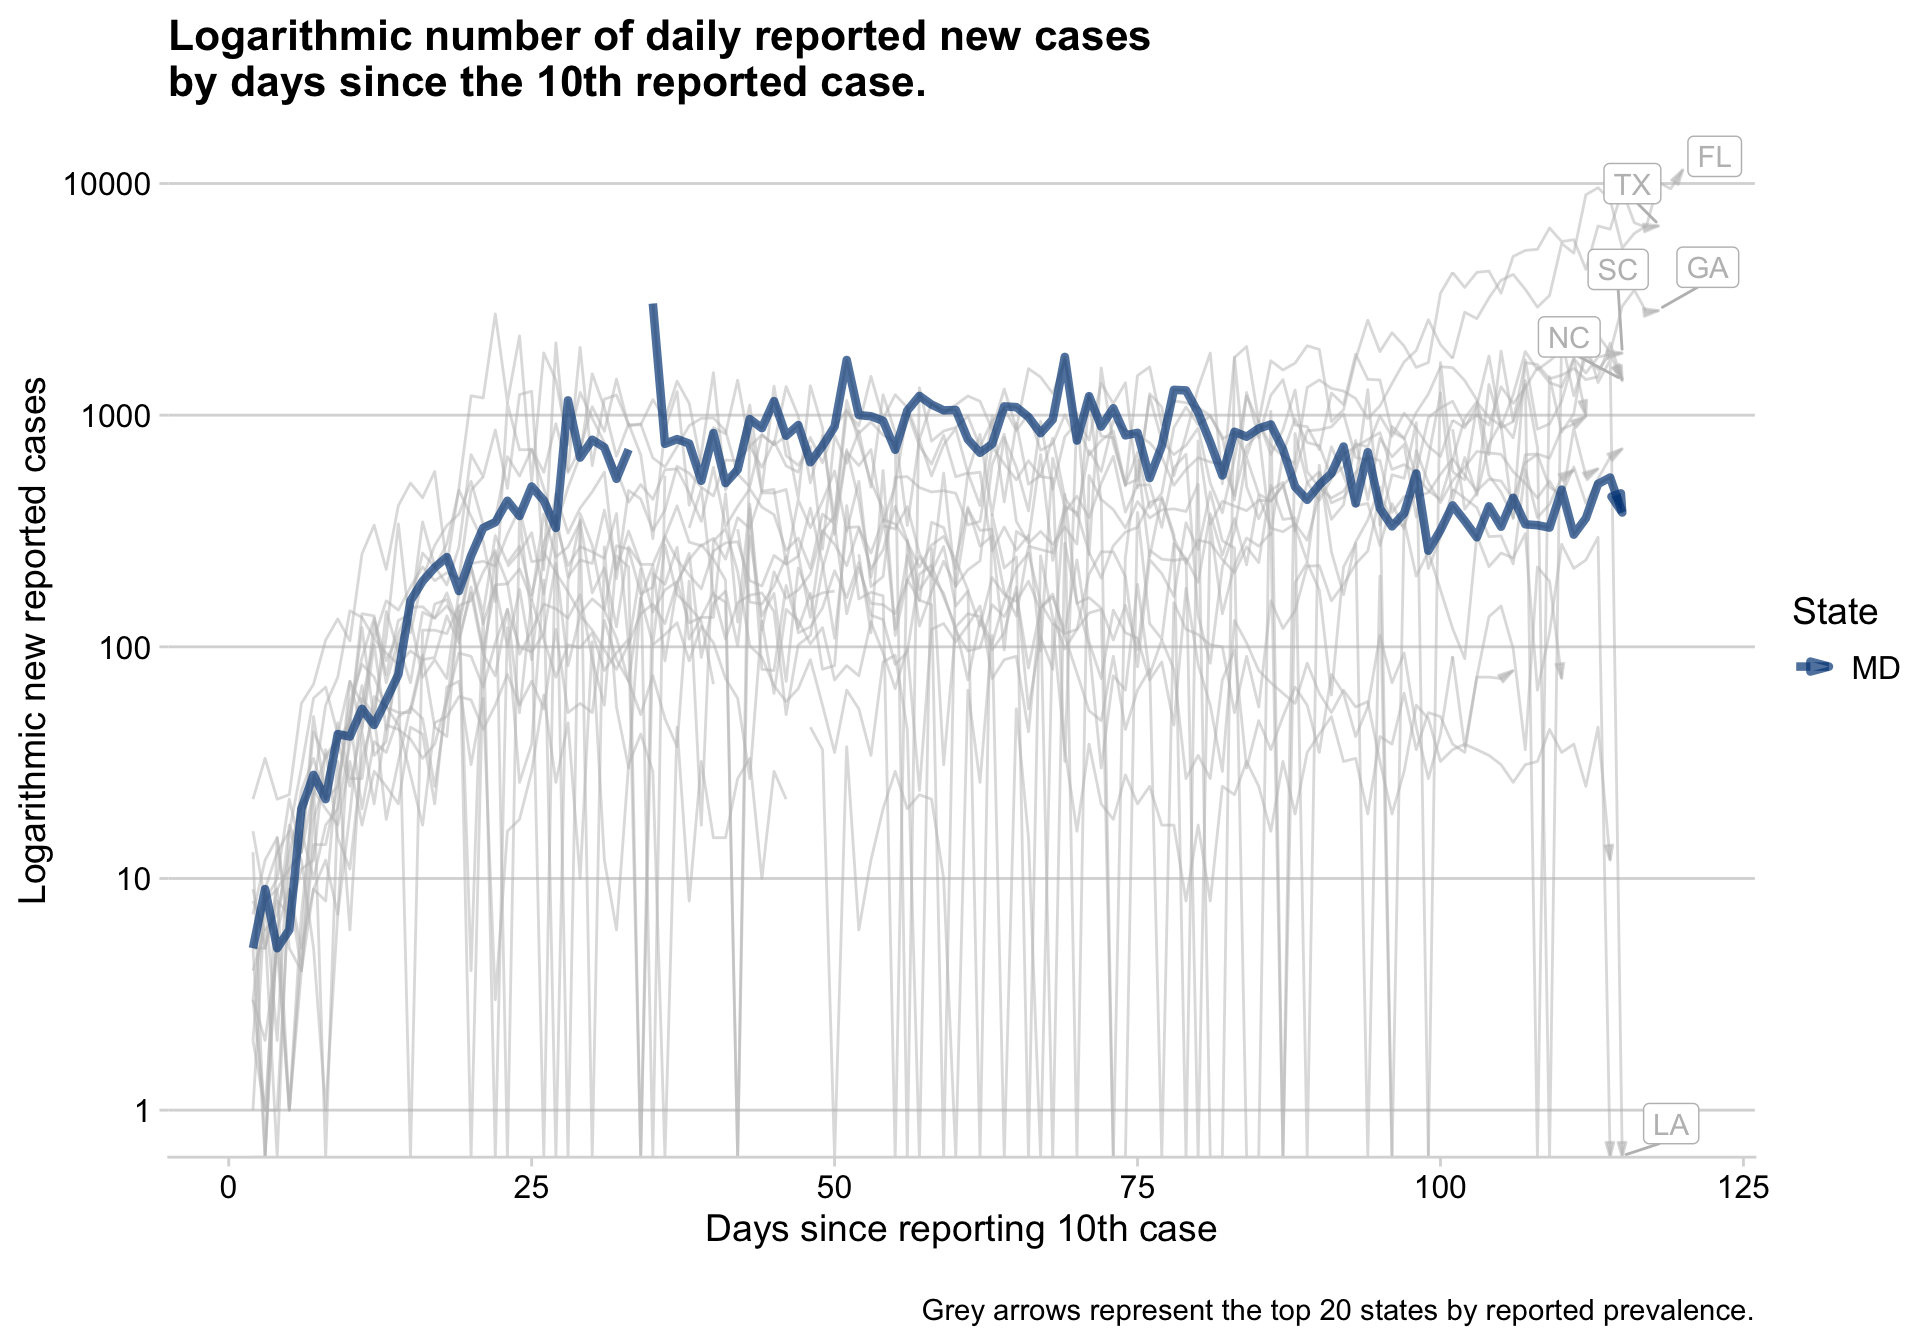 Logarithmic number of daily reported new cases
by days since the 10th reported case.
FL
TX
SC
GA
NC
LA
10000
1000
100
10
1
Logarithmic new reported cases
0
25
50
75
100
125
Days since reporting 10th case
State
MD
Grey arrows represent the top 20 states by reported prevalence.